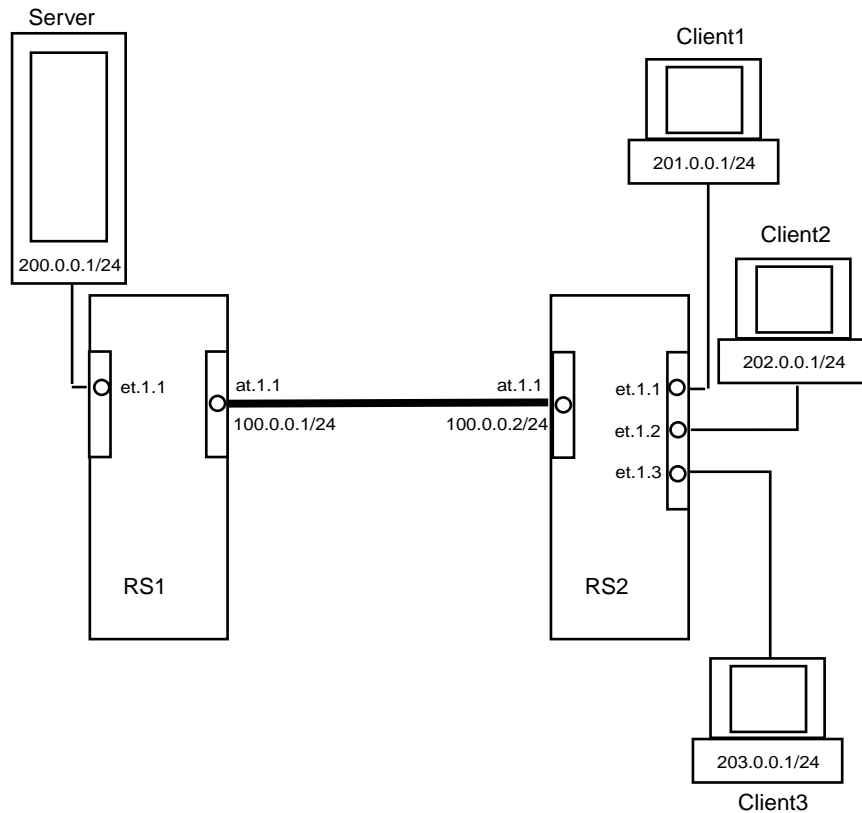 Server
200.0.0.1/24
Client1
201.0.0.1/24
Client2
202.0.0.1/24
et.1.1
at.1.1
100.0.0.1/24
at.1.1
100.0.0.2/24
et.1.1
et.1.2
et.1.3
RS1
RS2
203.0.0.1/24
Client3